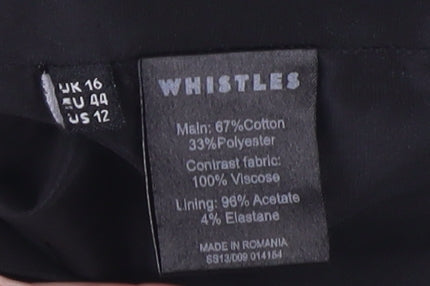 UK 16
EU 44
US 12
WHISTLES
Main: 67%Cotton
33%Polyester
Contrast fabric:
100% Viscose
Lining: 96% Acetate
4% Elastane
MADE IN ROMANIA
SS13/009 014154